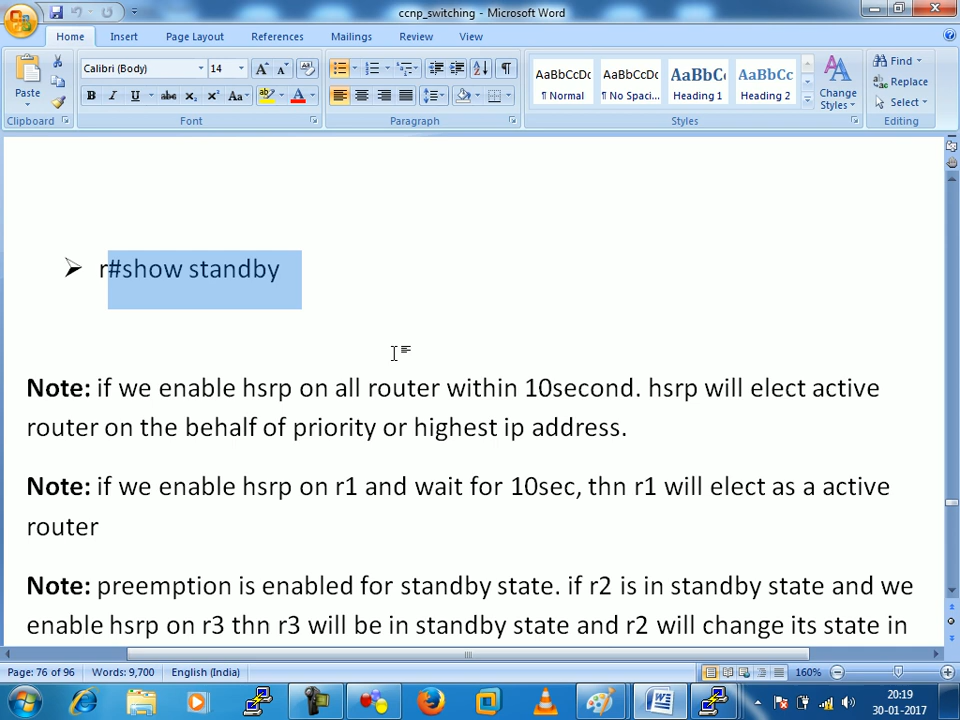 ccnp_switching - Microsoft Word
Home Insert Page Layout References Mailings Review View
Paste
Calibri (Body) 14
AaBbCcDc AaBbCcDc AaBbC AaBbCc
¶ Normal ¶ No Spaci... Heading 1 Heading 2
Change Styles
Find
Replace
Select
Clipboard Font Paragraph Styles Editing
r#show standby
Note: if we enable hsrp on all router within 10second. hsrp will elect active
router on the behalf of priority or highest ip address.
Note: if we enable hsrp on r1 and wait for 10sec, thn r1 will elect as a active
router
Note: preemption is enabled for standby state. if r2 is in standby state and we
enable hsrp on r3 thn r3 will be in standby state and r2 will change its state in
Page: 76 of 96 Words: 9,700 English (India) 160%
20:19
30-01-2017